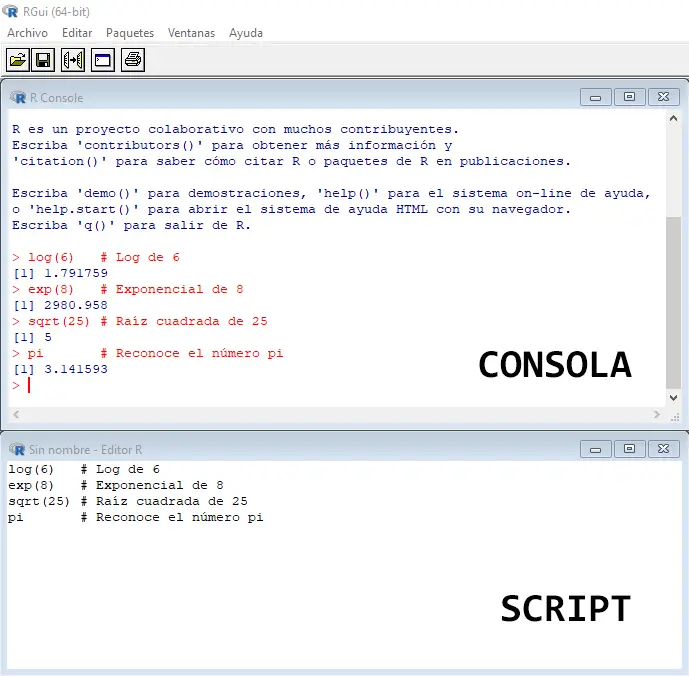 RGui (64-bit)
Archivo Editar Paquetes Ventanas Ayuda
R Console
R es un proyecto colaborativo con muchos contribuyentes.
Escriba 'contributors()' para obtener más información y
'citation()' para saber cómo citar R o paquetes de R en publicaciones.
Escriba 'demo()' para demostraciones, 'help()' para el sistema on-line de ayuda,
o 'help.start()' para abrir el sistema de ayuda HTML con su navegador.
Escriba 'q()' para salir de R.
> log(6)   # Log de 6
[1] 1.791759
> exp(8)   # Exponencial de 8
[1] 2980.958
> sqrt(25) # Raíz cuadrada de 25
[1] 5
> pi       # Reconoce el número pi
[1] 3.141593
>
CONSOLA
Sin nombre - Editor R
log(6)   # Log de 6
exp(8)   # Exponencial de 8
sqrt(25) # Raíz cuadrada de 25
pi       # Reconoce el número pi
SCRIPT